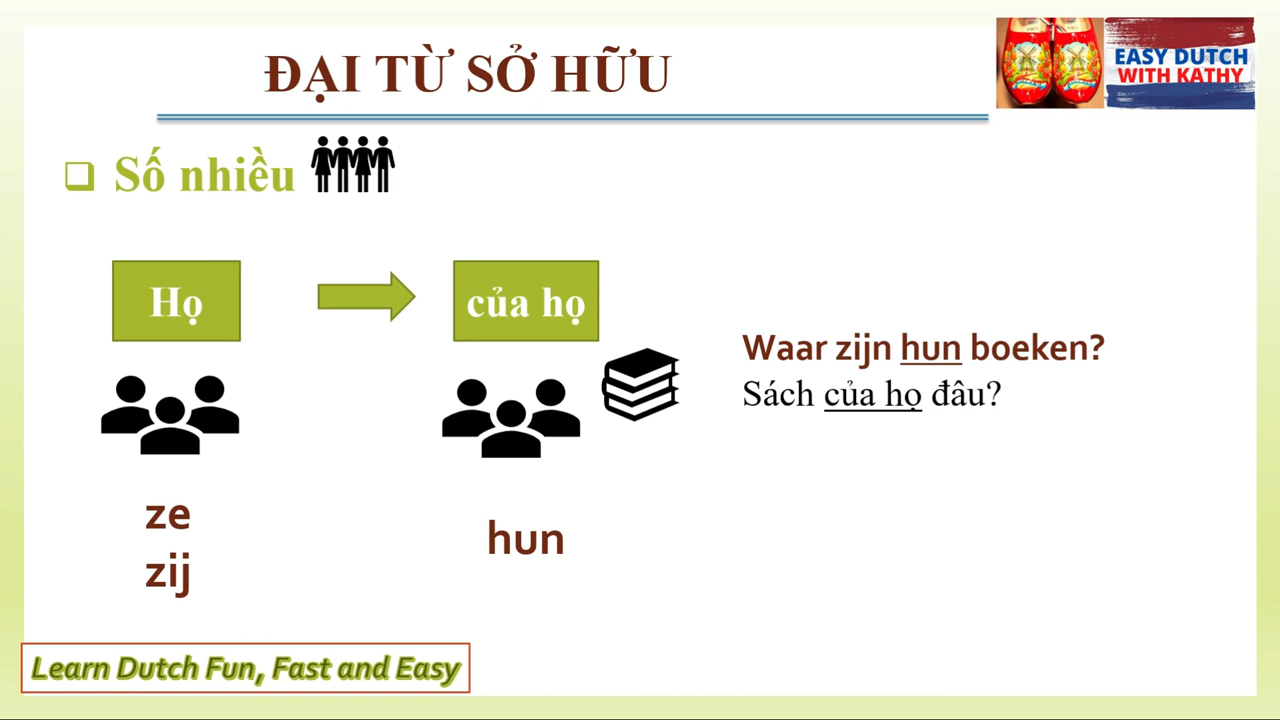 ĐẠI TỪ SỞ HỮU
EASY DUTCH
WITH KATHY
Số nhiều
Họ
của họ
Waar zijn hun boeken?
Sách của họ đâu?
ze
zij
hun
Learn Dutch Fun, Fast and Easy